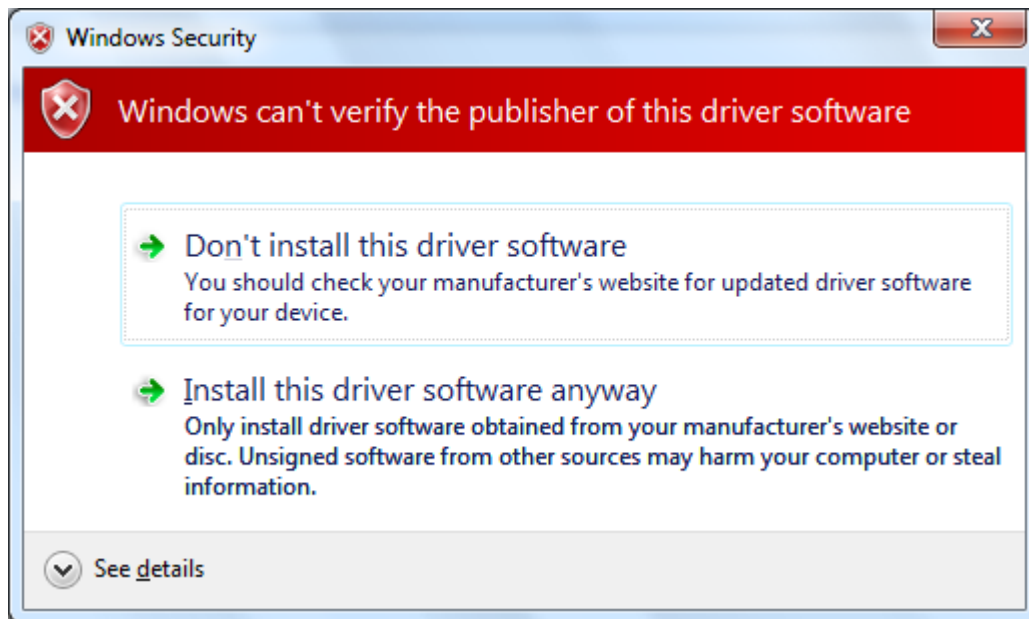 Windows Security
Windows can't verify the publisher of this driver software
Don't install this driver software
You should check your manufacturer's website for updated driver software
for your device.
Install this driver software anyway
Only install driver software obtained from your manufacturer's website or
disc. Unsigned software from other sources may harm your computer or steal
information.
See details